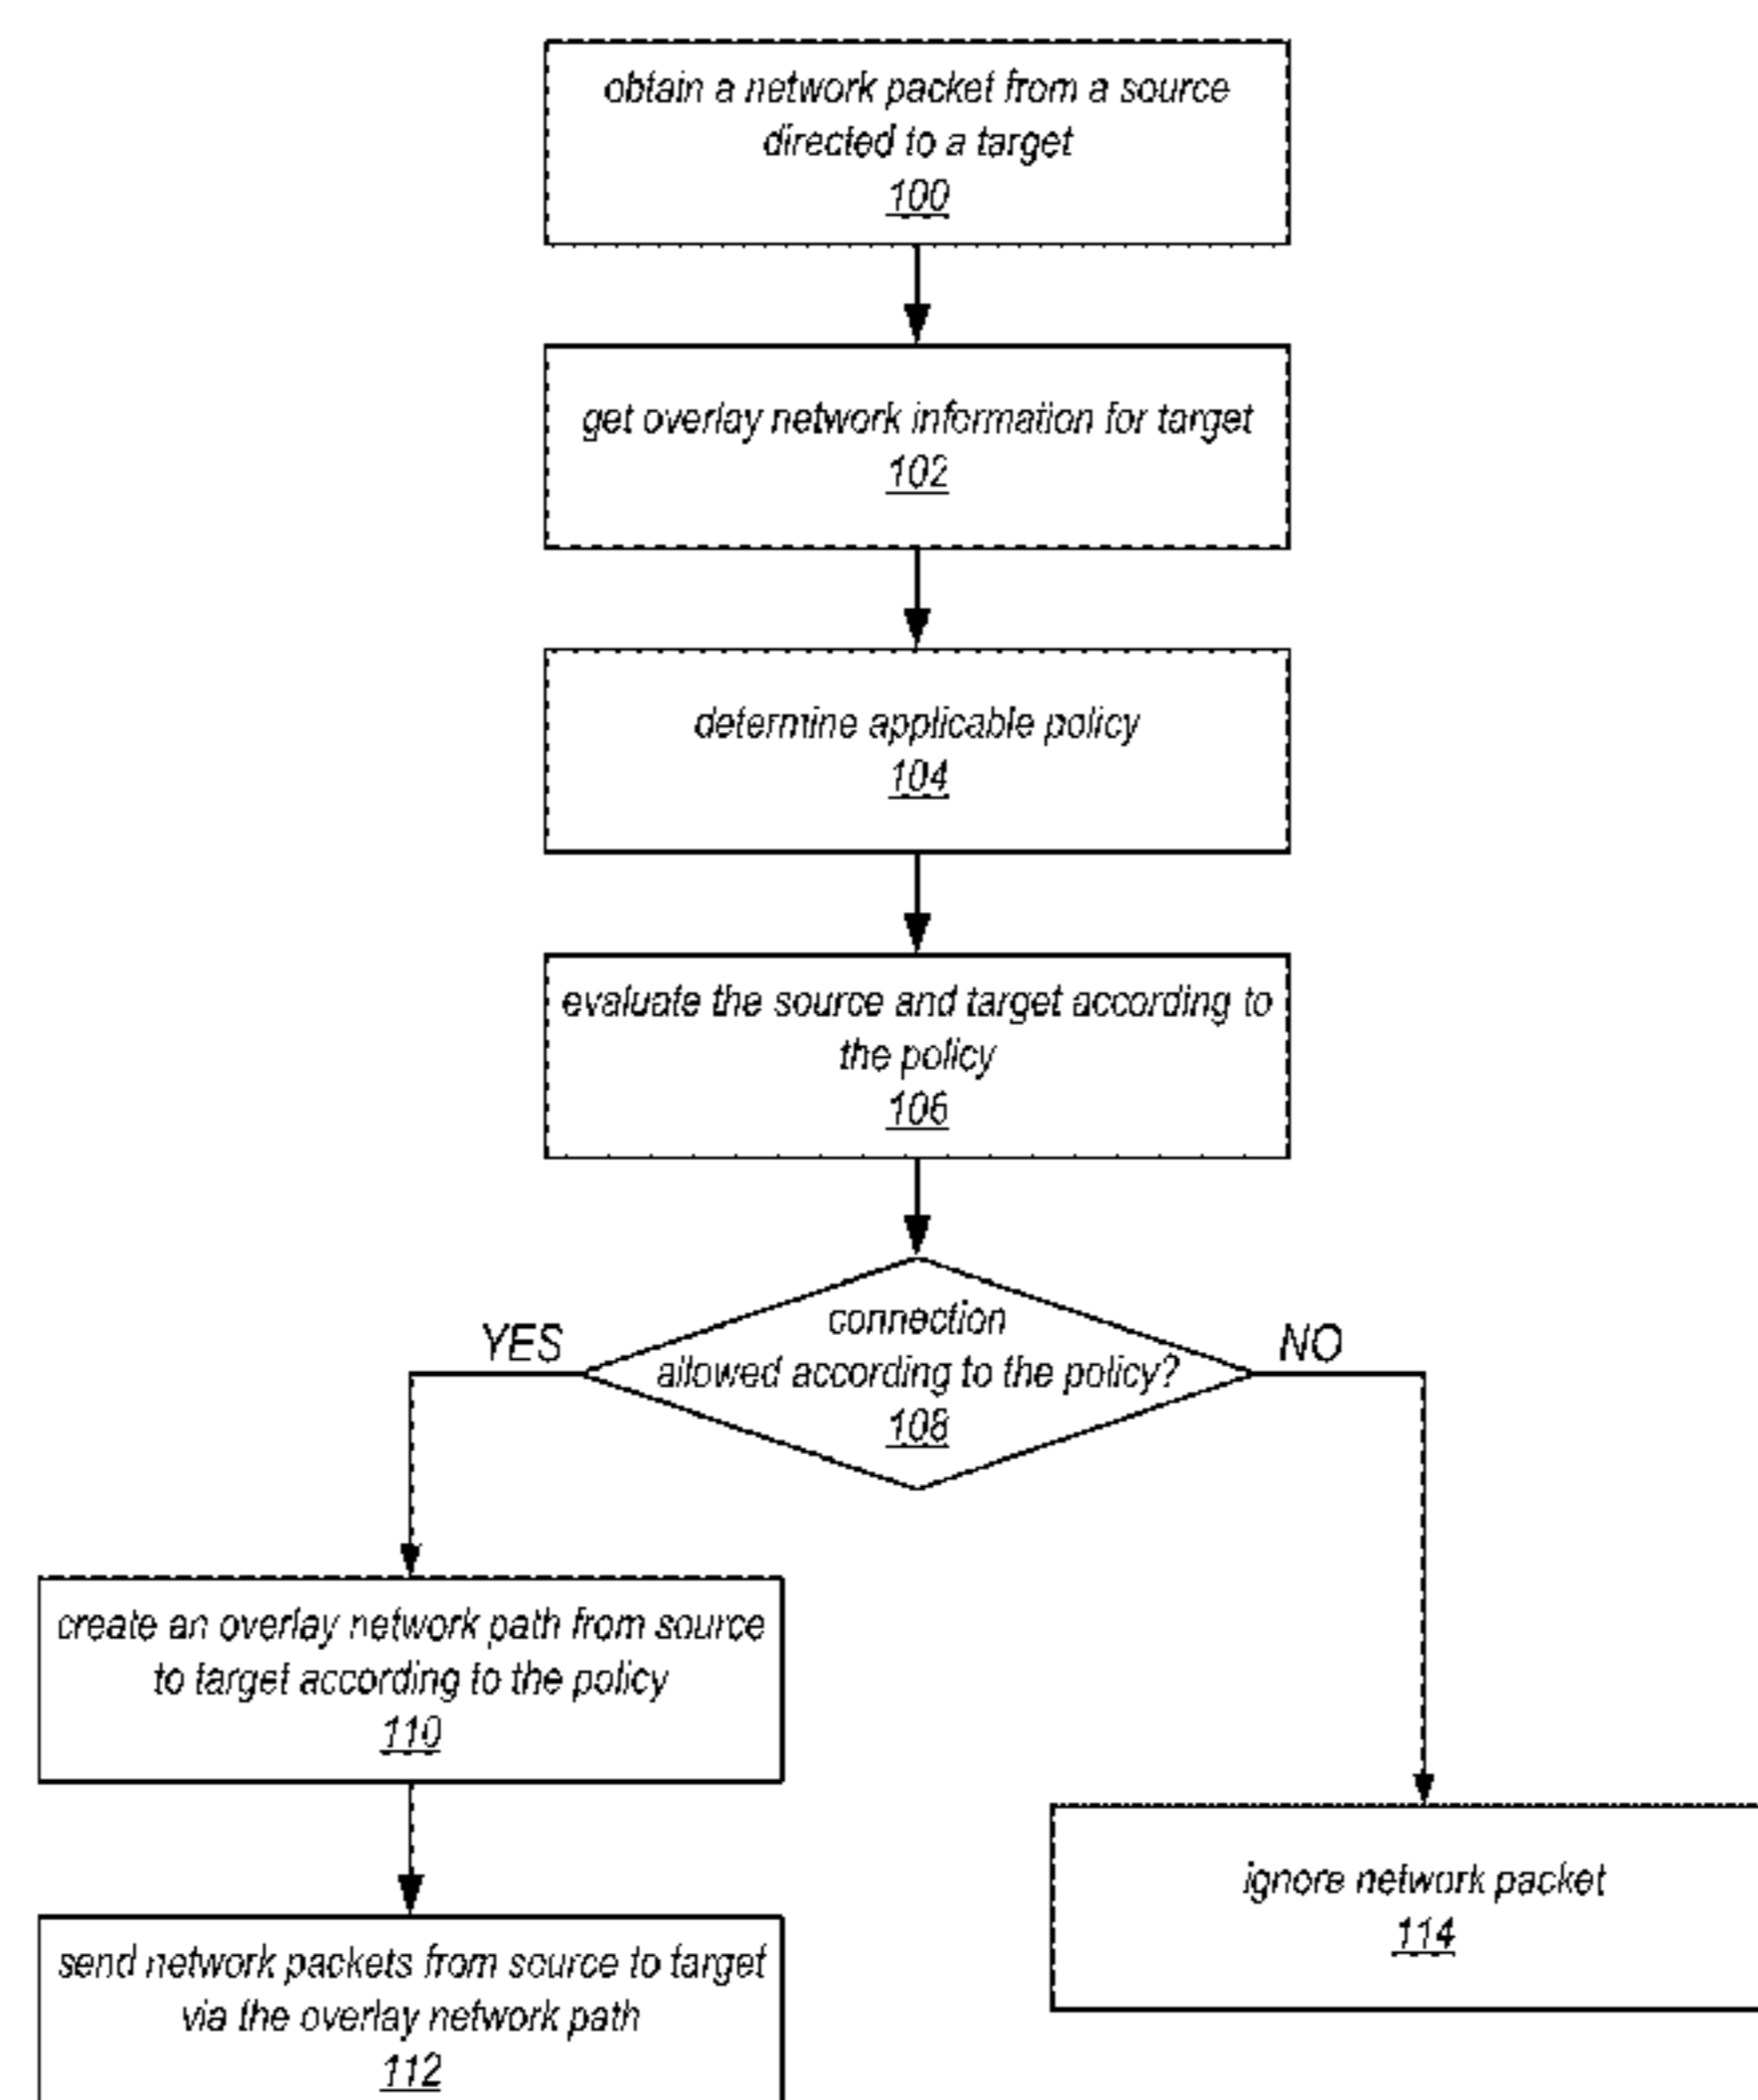 obtain a network packet from a source
directed to a target
100
get overlay network information for target
102
determine applicable policy
104
evaluate the source and target according to
the policy
106
connection
allowed according to the policy?
108
YES
NO
create an overlay network path from source
to target according to the policy
110
ignore network packet
114
send network packets from source to target
via the overlay network path
112